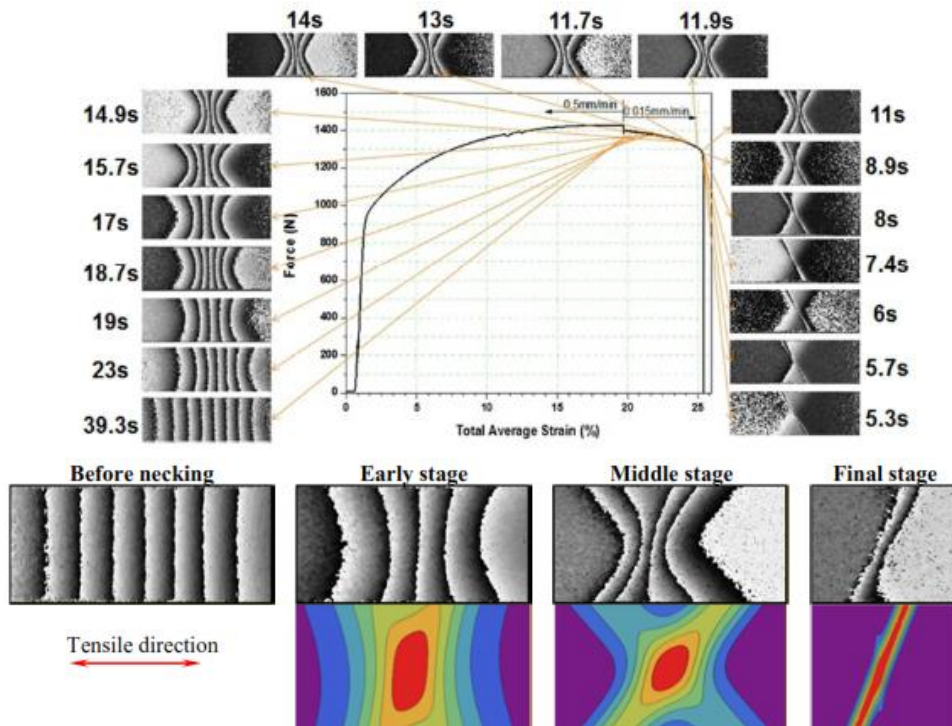 14s 13s 11.7s 11.9s
14.9s
15.7s
17s
18.7s
19s
23s
39.3s
1600
1400
1200
1000
800
600
400
200
0
Force (N)
0.5mm/min
0.015mm/min
0 5 10 15 20 25
Total Average Strain (%)
11s
8.9s
8s
7.4s
6s
5.7s
5.3s
Before necking Early stage Middle stage Final stage
Tensile direction